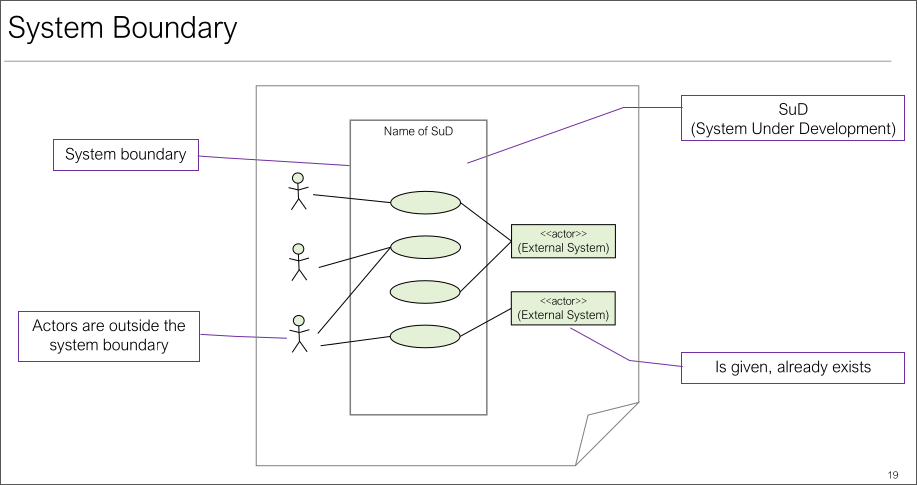 System Boundary
SuD
(System Under Development)
Name of SuD
System boundary
<<actor>>
(External System)
<<actor>>
(External System)
Actors are outside the
system boundary
Is given, already exists
19